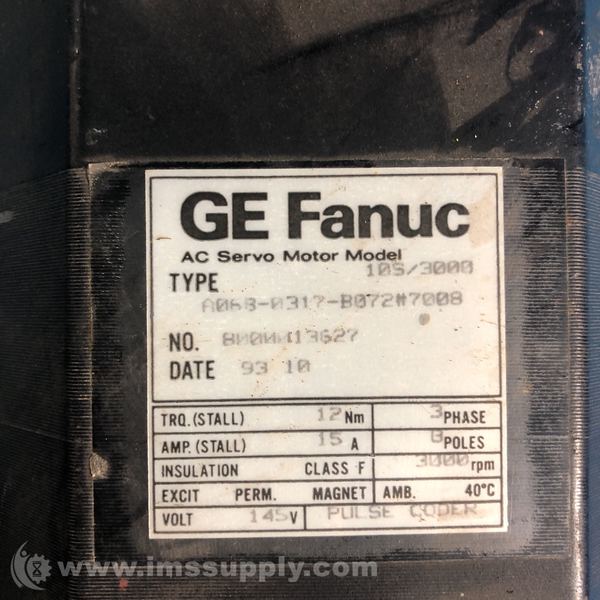 GE Fanuc
AC Servo Motor Model 10S/3000
TYPE
A06B-0317-B072#7008
NO.
DATE 93 10
TRQ.(STALL) 12 Nm 3 PHASE
AMP.(STALL) 15 A 8 POLES
INSULATION CLASS F 3000 rpm
EXCIT PERM. MAGNET AMB. 40°C
VOLT 145 V PULSE CODER
www.imssupply.com